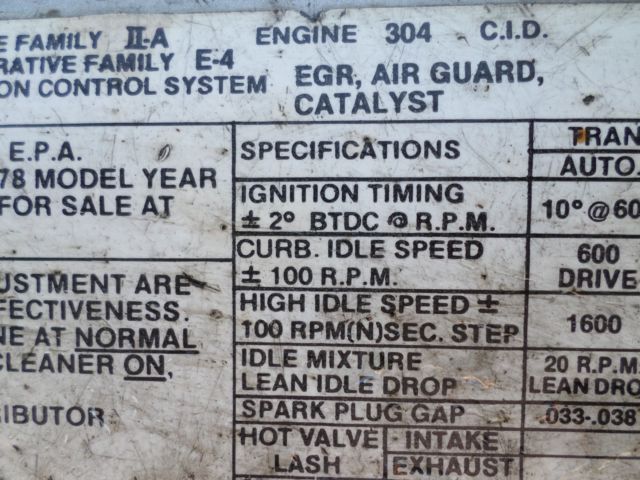 E FAMILY II-A ENGINE 304 C.I.D.
RATIVE FAMILY E-4
ON CONTROL SYSTEM EGR, AIR GUARD,
CATALYST
E.P.A.
78 MODEL YEAR
FOR SALE AT
USTMENT ARE
FECTIVENESS.
NE AT NORMAL
CLEANER ON,
IBUTOR
SPECIFICATIONS
TRAN
AUTO.
IGNITION TIMING
± 2° BTDC @ R.P.M.
10° @ 60
CURB. IDLE SPEED
± 100 R.P.M.
600
DRIVE
HIGH IDLE SPEED ±
100 RPM(N)SEC. STEP
1600
IDLE MIXTURE
LEAN IDLE DROP
20 R.P.M.
LEAN DRO
SPARK PLUG GAP
.033-.038
HOT VALVE
LASH
INTAKE
EXHAUST